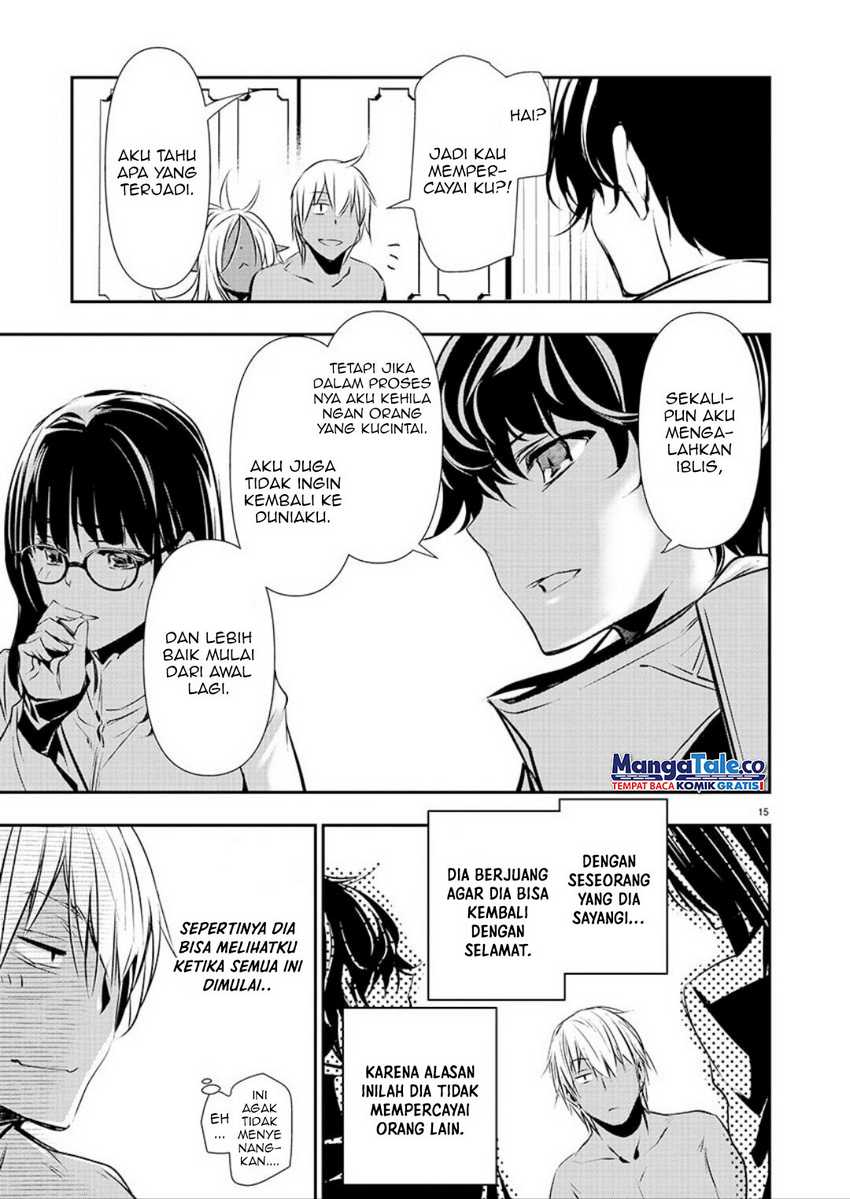 HAI?
JADI KAU
MEMPER-
CAYAI KU?!
AKU TAHU
APA YANG
TERJADI.
SEKALI-
PUN AKU
MENGA-
LAHKAN
IBLIS,
TETAPI JIKA
DALAM PROSES
NYA AKU KEHILA
NGAN ORANG
YANG KUCINTAI.
AKU JUGA
TIDAK INGIN
KEMBALI KE
DUNIAKU.
DAN LEBIH
BAIK MULAI
DARI AWAL
LAGI.
MangaTale.co
TEMPAT BACA KOMIK GRATIS!
15
DENGAN
SESEORANG
YANG DIA
SAYANGI...
DIA BERJUANG
AGAR DIA BISA
KEMBALI
DENGAN
SELAMAT.
KARENA ALASAN
INILAH DIA TIDAK
MEMPERCAYAI
ORANG LAIN.
SEPERTINYA DIA
BISA MELIHATKU
KETIKA SEMUA INI
DIMULAI..
INI
AGAK
TIDAK
MENYE
NANG-
KAN....
EH
...